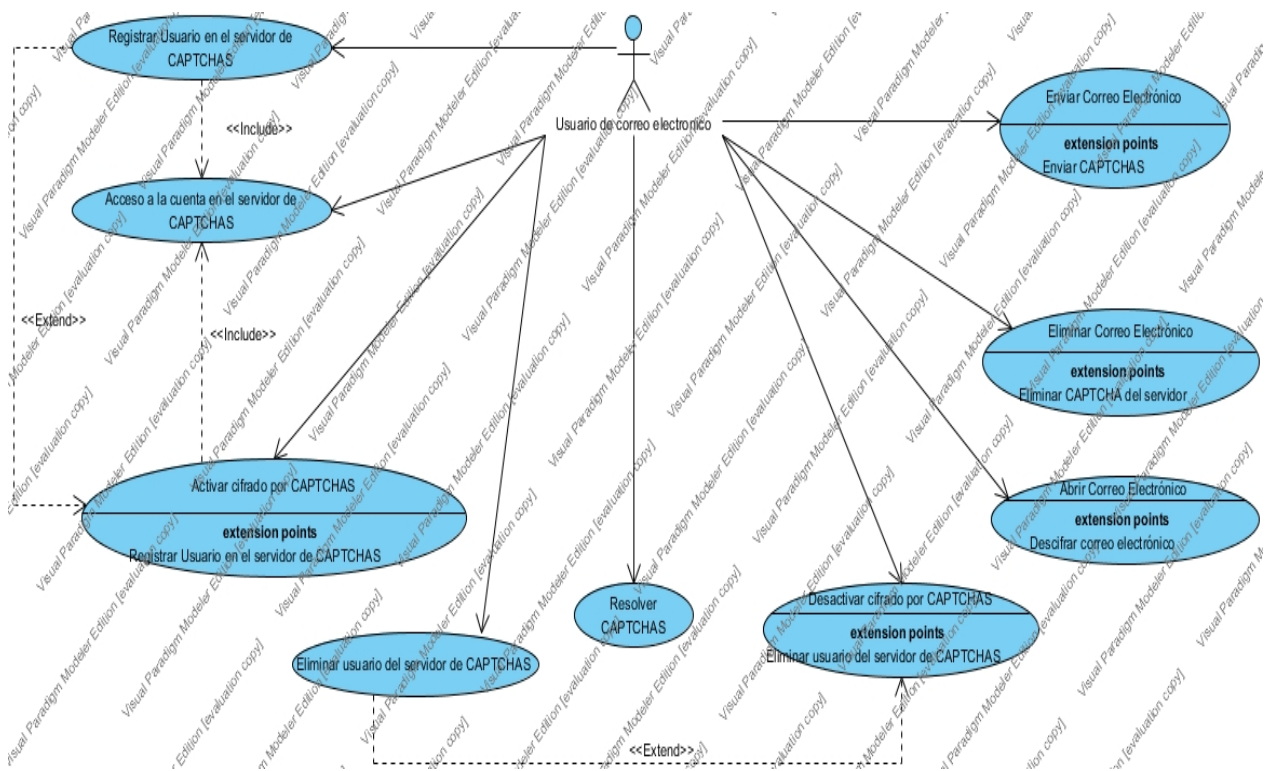 Registrar Usuario en el servidor de
CAPTCHAS
<<Include>>
Acceso a la cuenta en el servidor de
CAPTCHAS
<<Extend>>
<<Include>>
Activar cifrado por CAPTCHAS
extension points
Registrar Usuario en el servidor de CAPTCHAS
Eliminar usuario del servidor de CAPTCHAS
Usuario de correo electronico
Resolver
CAPTCHAS
Desactivar cifrado por CAPTCHAS
extension points
Eliminar usuario del servidor de CAPTCHAS
<<Extend>>
Enviar Correo Electrónico
extension points
Enviar CAPTCHAS
Eliminar Correo Electrónico
extension points
Eliminar CAPTCHA del servidor
Abrir Correo Electrónico
extension points
Descifrar correo electrónico
Visual Paradigm Modeler Edition [evaluation copy]